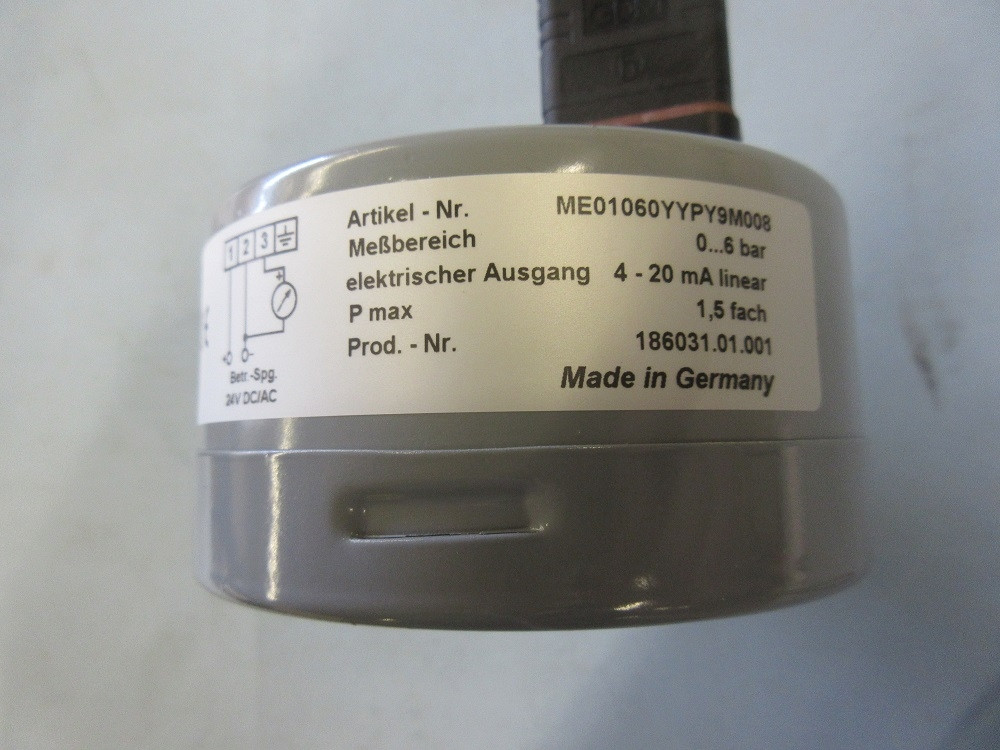 GDM
Artikel - Nr. ME01060YYPY9M008
Meßbereich 0...6 bar
elektrischer Ausgang 4 - 20 mA linear
P max 1,5 fach
Prod. - Nr. 186031.01.001
Made in Germany
1 2 3
+
+ -
Betr.-Spg.
24V DC/AC